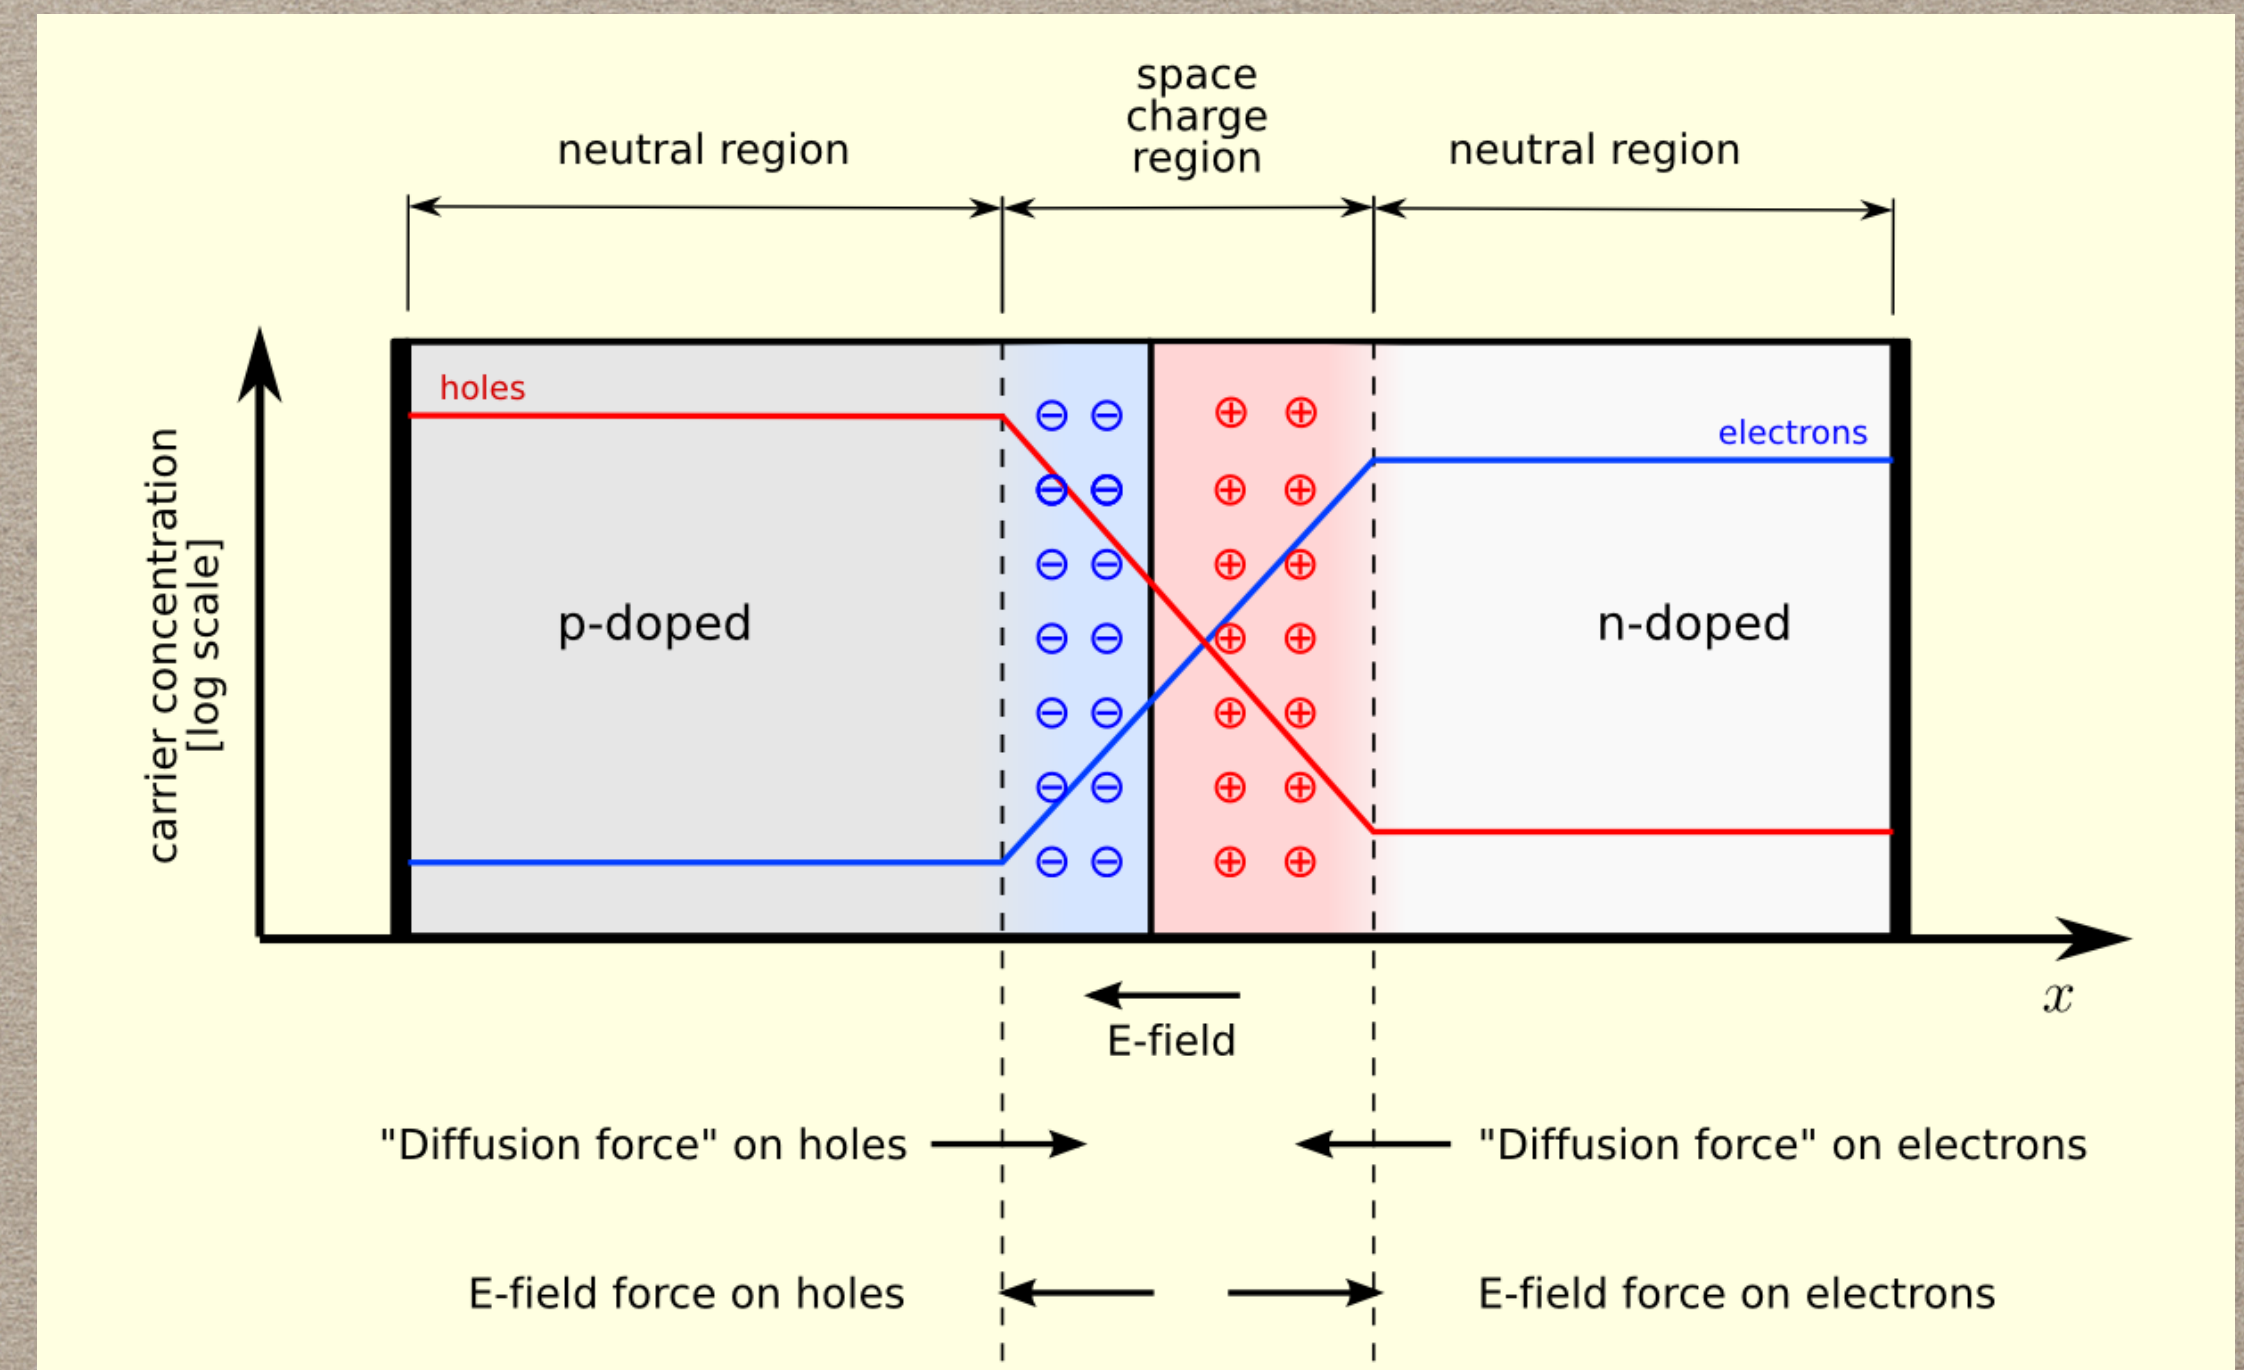 space
charge
region
neutral region
neutral region
holes
electrons
carrier concentration
[log scale]
p-doped
n-doped
x
E-field
"Diffusion force" on holes
"Diffusion force" on electrons
E-field force on holes
E-field force on electrons